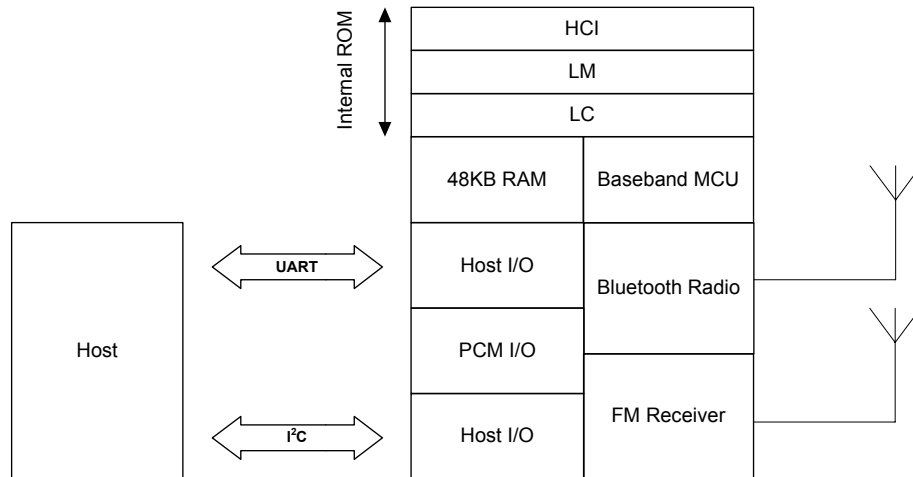 Internal ROM
HCI
LM
LC
48KB RAM
Baseband MCU
Host
UART
Host I/O
Bluetooth Radio
PCM I/O
I²C
Host I/O
FM Receiver